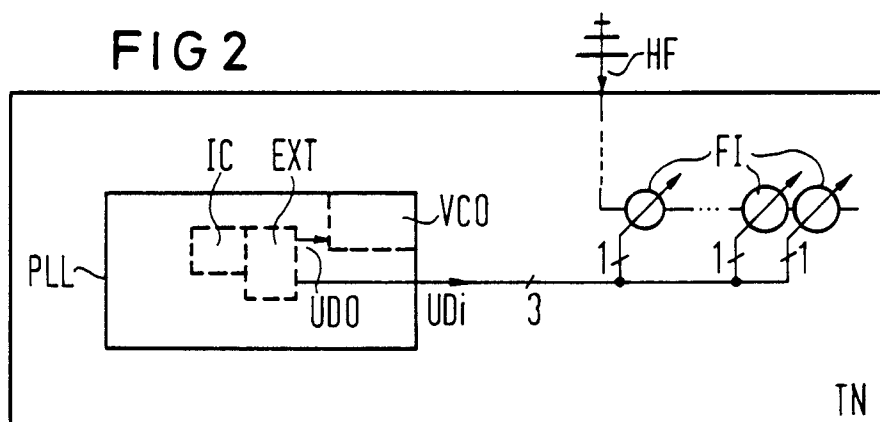 FIG 2
HF
IC EXT FI
VCO
PLL 1 1 1
UDO UDi 3
TN